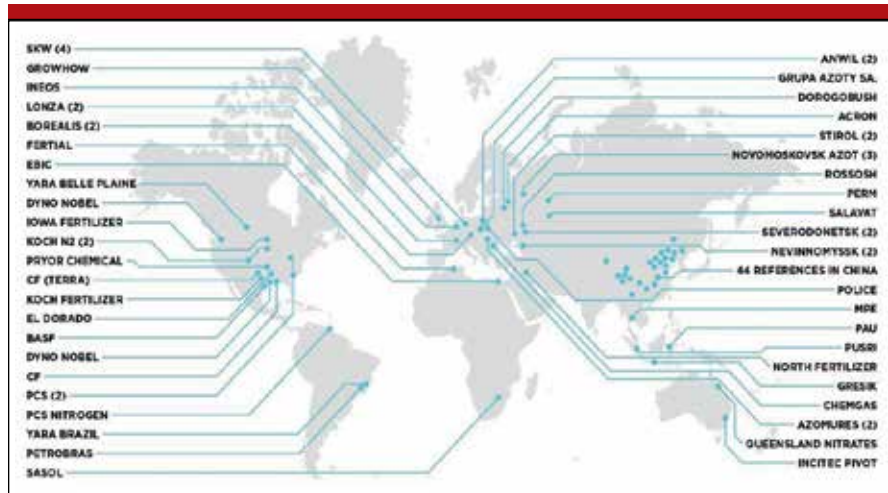 SKW (4)
GROWHOW
INEOS
LONZA (2)
BOREALIS (2)
FERTIAL
EBIC
YARA BELLE PLAINE
DYNO NOBEL
IOWA FERTILIZER
KOCH N2 (2)
PRYOR CHEMICAL
CF (TERRA)
KOCH FERTILIZER
EL DORADO
BASF
DYNO NOBEL
CF
PCS (2)
PCS NITROGEN
YARA BRAZIL
PETROBRAS
SASOL
ANWIL (2)
GRUPA AZOTY SA.
DOROGOBUSH
ACRON
STIROL (2)
NOVOMOSKOVSK AZOT (3)
ROSSOSH
PERM
SALAVAT
SEVERODONETSK (2)
NEVINNOMYSSK (2)
44 REFERENCES IN CHINA
POLICE
MPE
PAU
PUSRI
NORTH FERTILIZER
GRESIK
CHEMGAS
AZOMURES (2)
QUEENSLAND NITRATES
INCITEC PIVOT